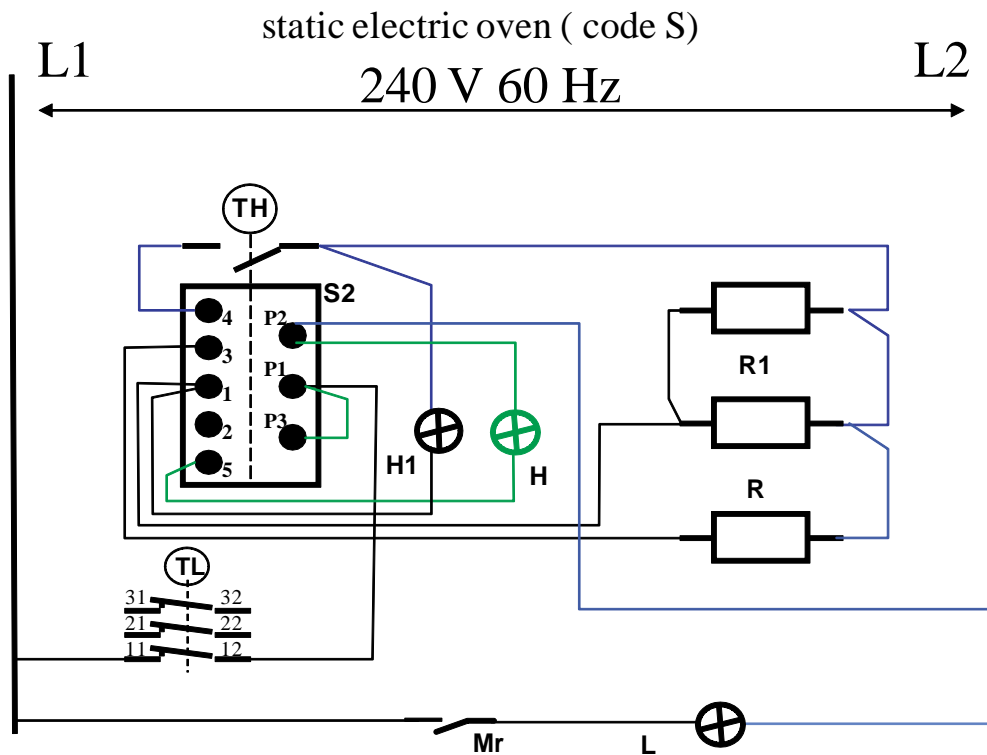 static electric oven ( code S)
L1
L2
240 V 60 Hz
TH
S2
4
P2
3
P1
R1
1
2
P3
H1
H
R
5
TL
31
32
21
22
11
12
Mr
L